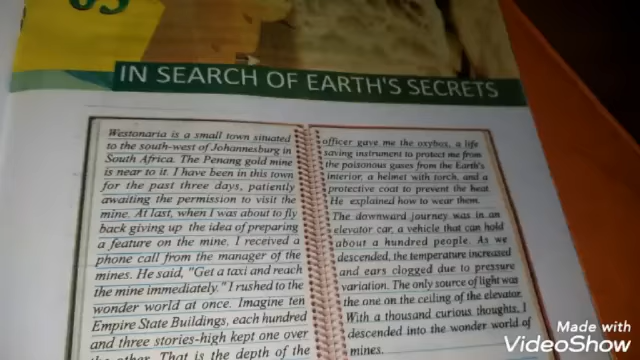 05
IN SEARCH OF EARTH'S SECRETS
Westonaria is a small town situated
to the south-west of Johannesburg in
South Africa. The Penang gold mine
is near to it. I have been in this town
for the past three days, patiently
awaiting the permission to visit the
mine. At last, when I was about to fly
back giving up the idea of preparing
a feature on the mine, I received a
phone call from the manager of the
mines. He said, "Get a taxi and reach
the mine immediately." I rushed to the
wonder world at once. Imagine ten
Empire State Buildings, each hundred
and three stories-high kept one over
the other. That is the depth of the
officer gave me the oxybox, a life
saving instrument to protect me from
the poisonous gases from the Earth's
interior, a helmet with torch, and a
protective coat to prevent the heat.
He explained how to wear them.
The downward journey was in an
elevator car, a vehicle that can hold
about a hundred people. As we
descended, the temperature increased
and ears clogged due to pressure
variation. The only source of light was
the one on the ceiling of the elevator.
With a thousand curious thoughts, I
descended into the wonder world of
mines.
Made with
VideoShow